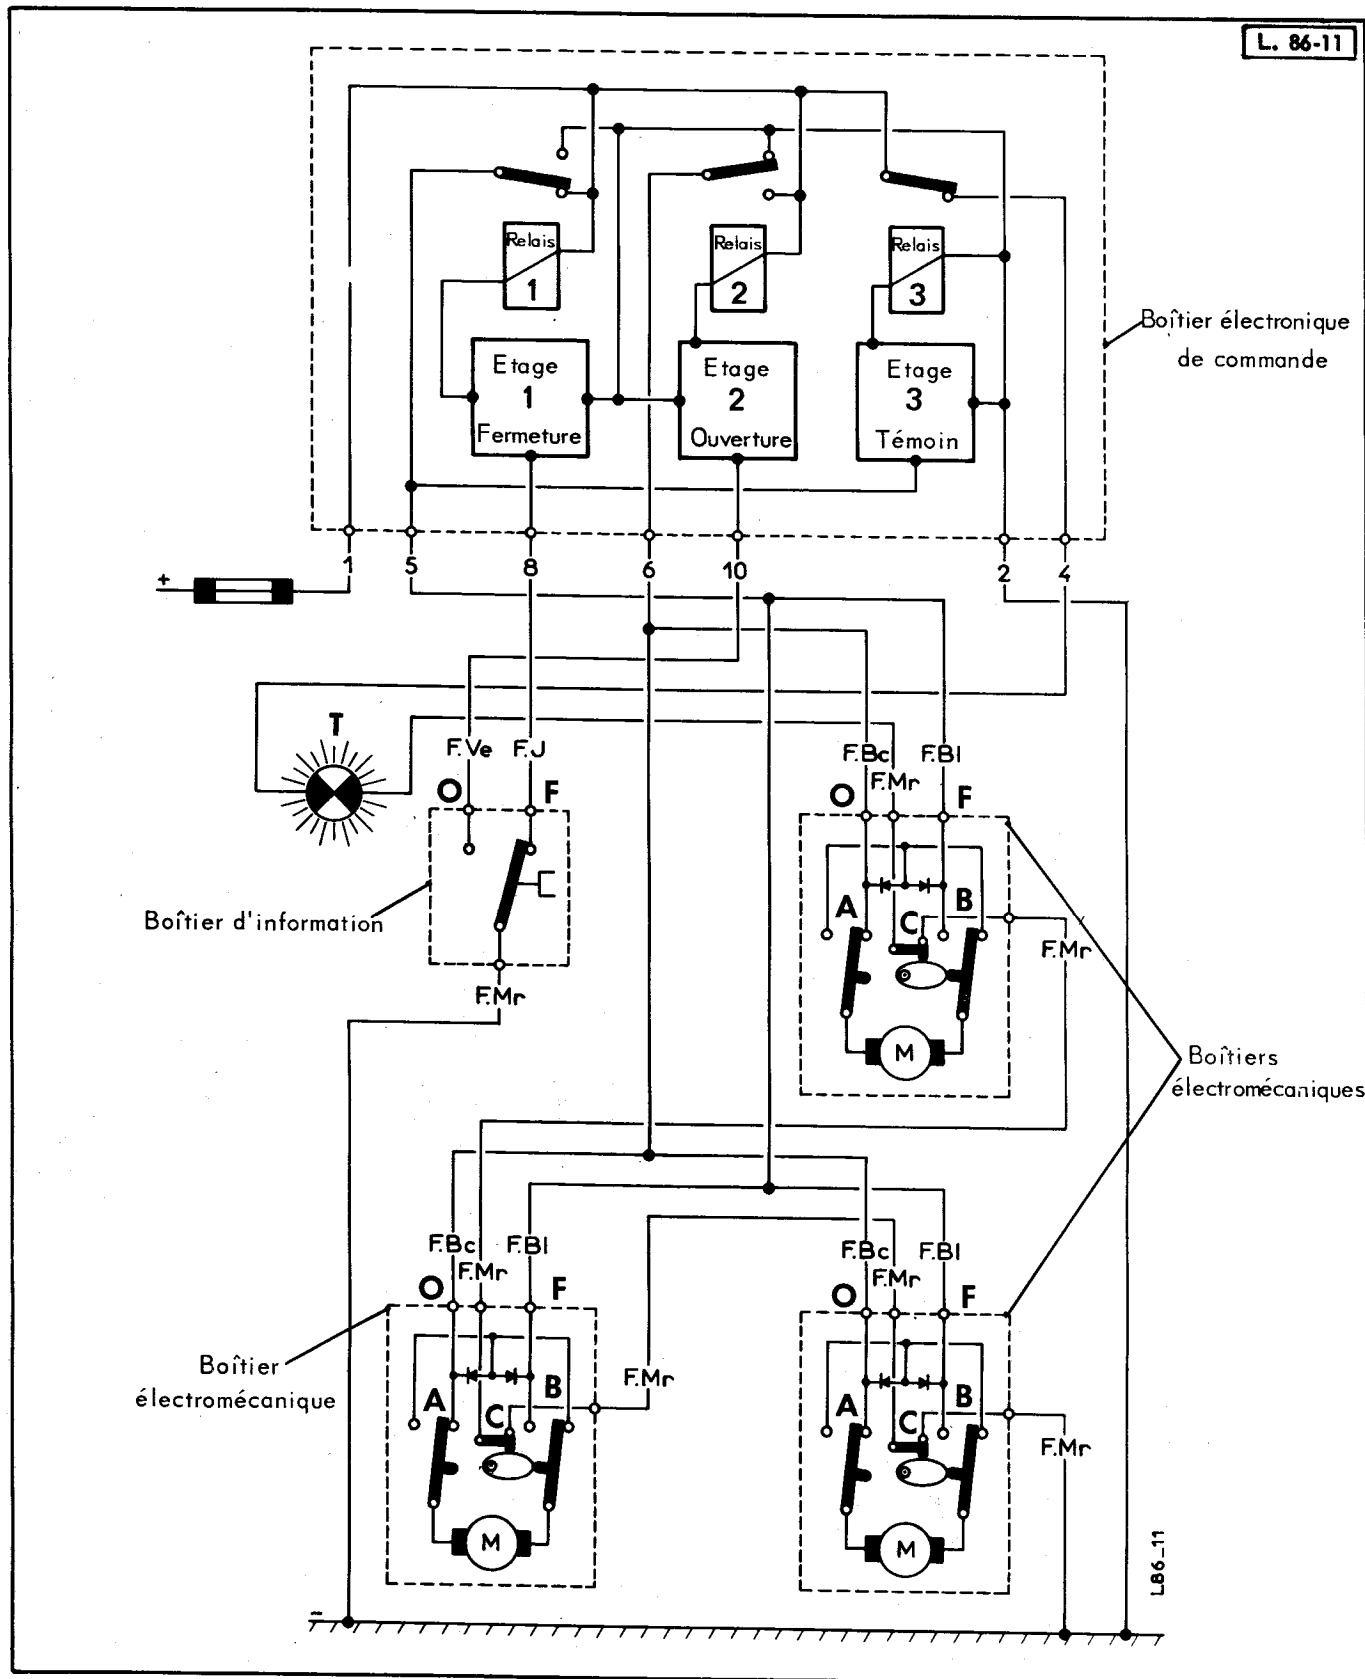 L. 86-11
Relais
1
Relais
2
Relais
3
Etage
1
Fermeture
Etage
2
Ouverture
Etage
3
Témoin
Boîtier électronique
de commande
+
1
5
8
6
10
2
4
T
F.Ve
F.J
O
F
Boîtier d'information
F.Mr
F.Bc
F.Mr
F.Bl
O
F
A
B
C
M
F.Mr
Boîtiers
électromécaniques
F.Bc
F.Mr
F.Bl
O
F
A
B
C
M
F.Mr
Boîtier
électromécanique
F.Bc
F.Mr
F.Bl
O
F
A
B
C
M
F.Mr
L86_11
-